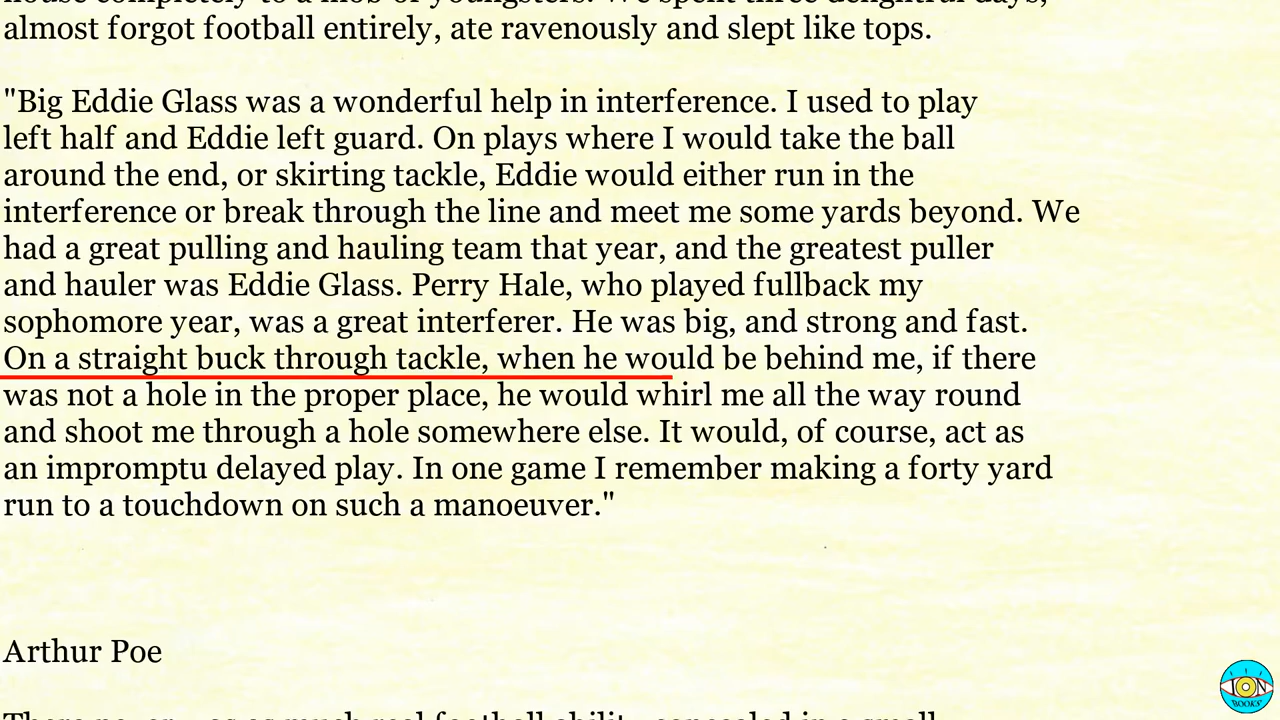 almost forgot football entirely, ate ravenously and slept like tops.
"Big Eddie Glass was a wonderful help in interference. I used to play
left half and Eddie left guard. On plays where I would take the ball
around the end, or skirting tackle, Eddie would either run in the
interference or break through the line and meet me some yards beyond. We
had a great pulling and hauling team that year, and the greatest puller
and hauler was Eddie Glass. Perry Hale, who played fullback my
sophomore year, was a great interferer. He was big, and strong and fast.
On a straight buck through tackle, when he would be behind me, if there
was not a hole in the proper place, he would whirl me all the way round
and shoot me through a hole somewhere else. It would, of course, act as
an impromptu delayed play. In one game I remember making a forty yard
run to a touchdown on such a manoeuver."
Arthur Poe
ION
BOOKS